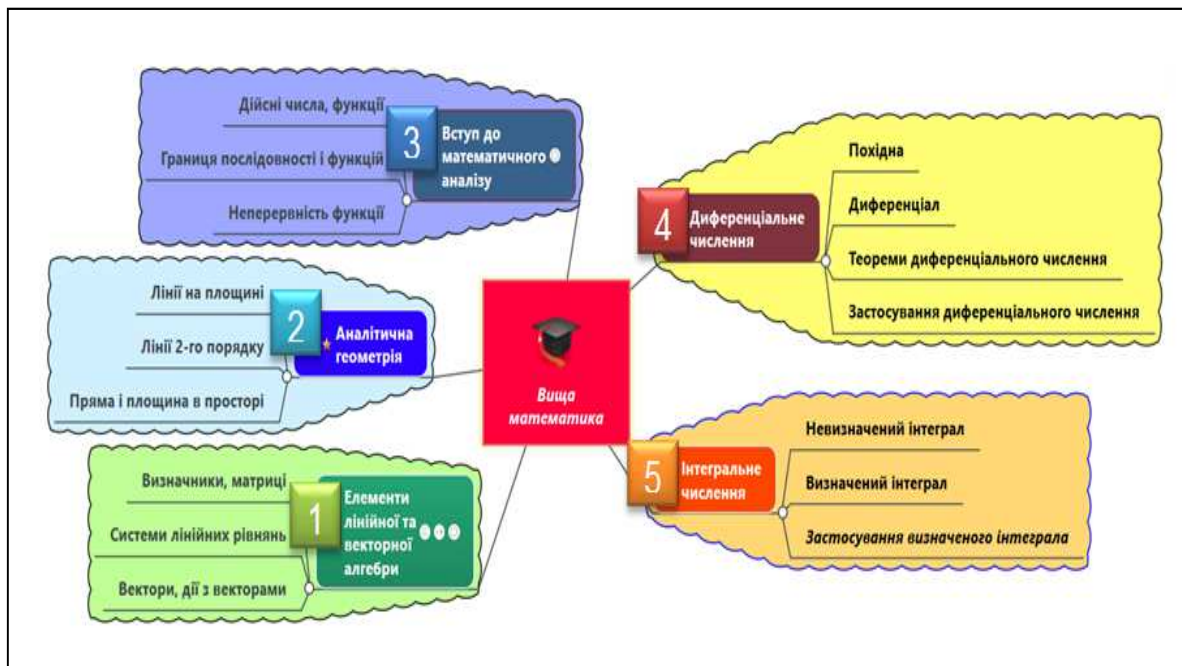 Вища
математика
1
Елементи
лінійної та
векторної
алгебри
Визначники, матриці
Системи лінійних рівнянь
Вектори, дії з векторами
2
Аналітична
геометрія
Лінії на площині
Лінії 2-го порядку
Пряма і площина в просторі
3
Вступ до
математичного
аналізу
Дійсні числа, функції
Границя послідовності і функцій
Неперервність функції
4
Диференціальне
числення
Похідна
Диференціал
Теореми диференціального числення
Застосування диференціального числення
5
Інтегральне
числення
Невизначений інтеграл
Визначений інтеграл
Застосування визначеного інтеграла